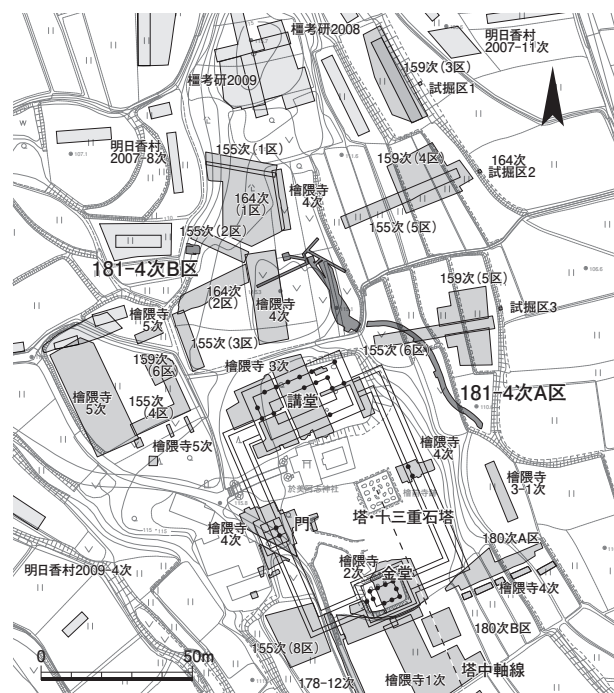 橿考研2008
明日香村
2007-11次
159次(3区)
試掘区1
橿考研2009
明日香村
2007-8次
155次(1区)
159次(4区)
164次
試掘区2
檜隈寺
4次
164次
(1区)
155次(2区)
155次(5区)
181-4次B区
164次
(2区)
檜隈寺
4次
159次(5区)
試掘区3
檜隈寺
5次
155次(3区)
155次(6区)
159次
(6区)
檜隈寺 3次
檜隈寺
5次
155次
(4区)
講堂
181-4次A区
檜隈寺5次
檜隈寺
4次
檜隈寺
3-1次
於美阿志神社
塔・十三重石塔
檜隈寺
4次
門
180次A区
檜隈寺
2次
金堂
檜隈寺4次
明日香村2009-4次
180次B区
0
50m
155次(8区)
178-12次
檜隈寺1次
塔中軸線